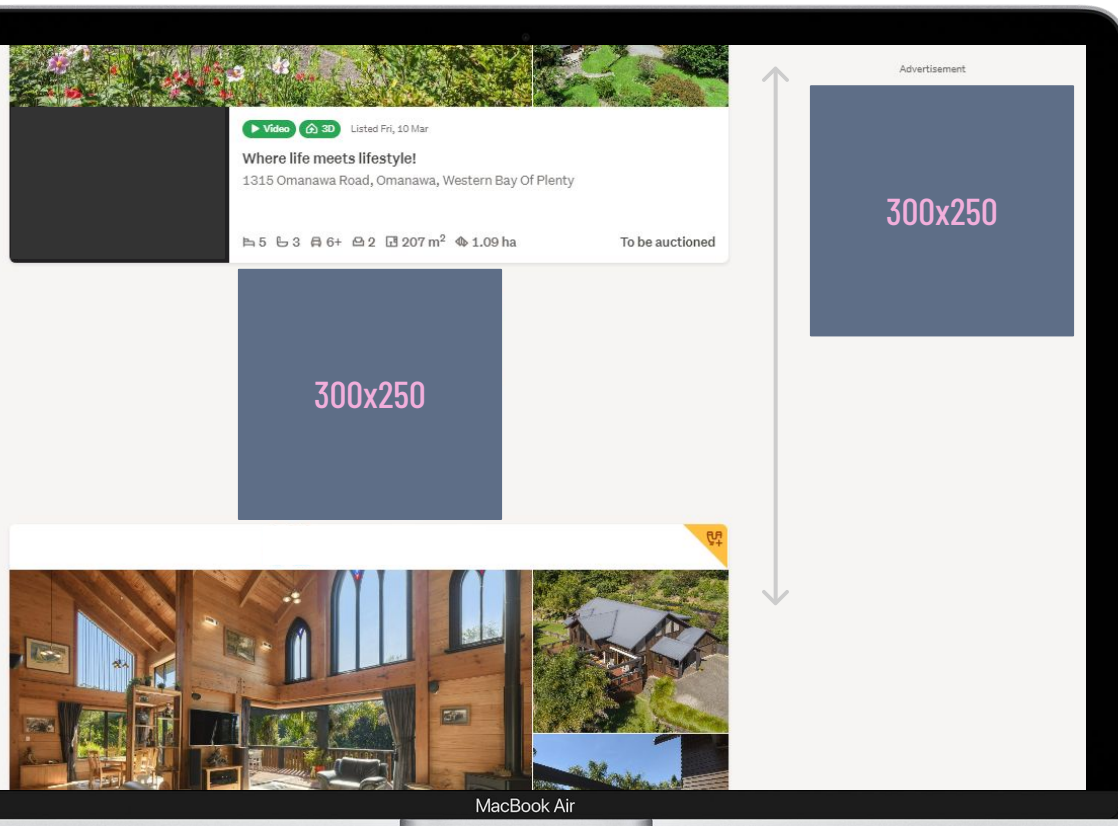 Advertisement
Video
3D
Listed Fri, 10 Mar
Where life meets lifestyle!
1315 Omanawa Road, Omanawa, Western Bay Of Plenty
5 3 6+ 2 207 m² 1.09 ha To be auctioned
300x250
300x250
MacBook Air